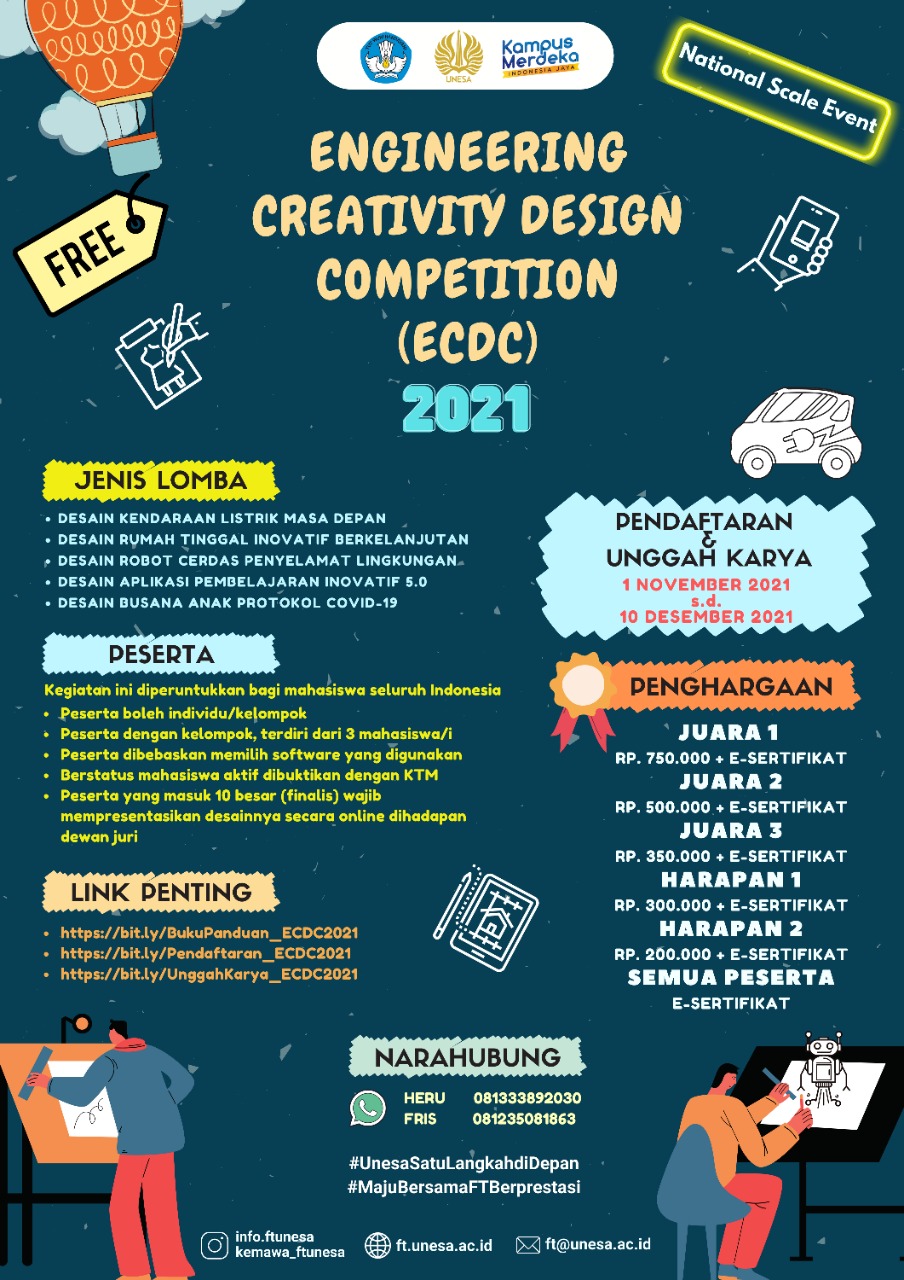 UNESA
Kampus
Merdeka
INDONESIA JAYA
National Scale Event
FREE
ENGINEERING
CREATIVITY DESIGN
COMPETITION
(ECDC)
2021
JENIS LOMBA
• DESAIN KENDARAAN LISTRIK MASA DEPAN
• DESAIN RUMAH TINGGAL INOVATIF BERKELANJUTAN
• DESAIN ROBOT CERDAS PENYELAMAT LINGKUNGAN
• DESAIN APLIKASI PEMBELAJARAN INOVATIF 5.0
• DESAIN BUSANA ANAK PROTOKOL COVID-19
PESERTA
Kegiatan ini diperuntukkan bagi mahasiswa seluruh Indonesia
• Peserta boleh individu/kelompok
• Peserta dengan kelompok, terdiri dari 3 mahasiswa/i
• Peserta dibebaskan memilih software yang digunakan
• Berstatus mahasiswa aktif dibuktikan dengan KTM
• Peserta yang masuk 10 besar (finalis) wajib
mempresentasikan desainnya secara online dihadapan
dewan juri
LINK PENTING
• https://bit.ly/BukuPanduan_ECDC2021
• https://bit.ly/Pendaftaran_ECDC2021
• https://bit.ly/UnggahKarya_ECDC2021
PENDAFTARAN
&
UNGGAH KARYA
1 NOVEMBER 2021
s.d.
10 DESEMBER 2021
PENGHARGAAN
JUARA 1
RP. 750.000 + E-SERTIFIKAT
JUARA 2
RP. 500.000 + E-SERTIFIKAT
JUARA 3
RP. 350.000 + E-SERTIFIKAT
HARAPAN 1
RP. 300.000 + E-SERTIFIKAT
HARAPAN 2
RP. 200.000 + E-SERTIFIKAT
SEMUA PESERTA
E-SERTIFIKAT
NARAHUBUNG
HERU 081333892030
FRIS 081235081863
#UnesaSatuLangkahdiDepan
#MajuBersamaFTBerprestasi
info.ftunesa
kemawa_ftunesa
ft.unesa.ac.id
ft@unesa.ac.id